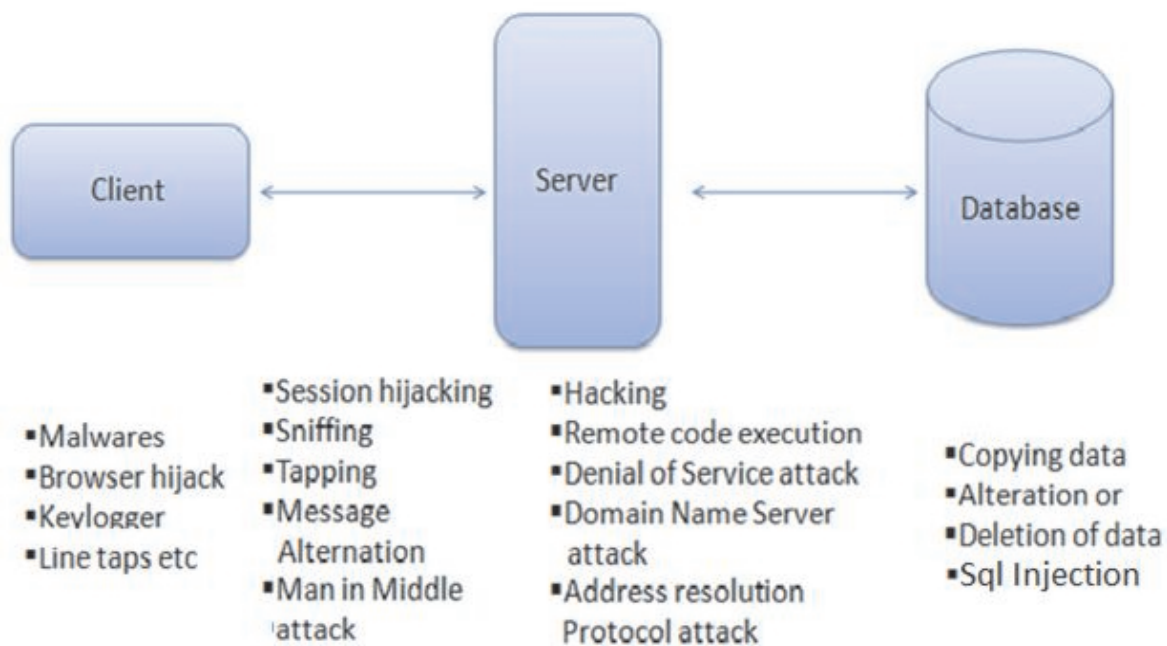 Client
Server
Database
▪Malwares
▪Browser hijack
▪Keylogger
▪Line taps etc
▪Session hijacking
▪Sniffing
▪Tapping
▪Message
Alternation
▪Man in Middle
attack
▪Hacking
▪Remote code execution
▪Denial of Service attack
▪Domain Name Server
attack
▪Address resolution
Protocol attack
▪Copying data
▪Alteration or
▪Deletion of data
▪Sql Injection